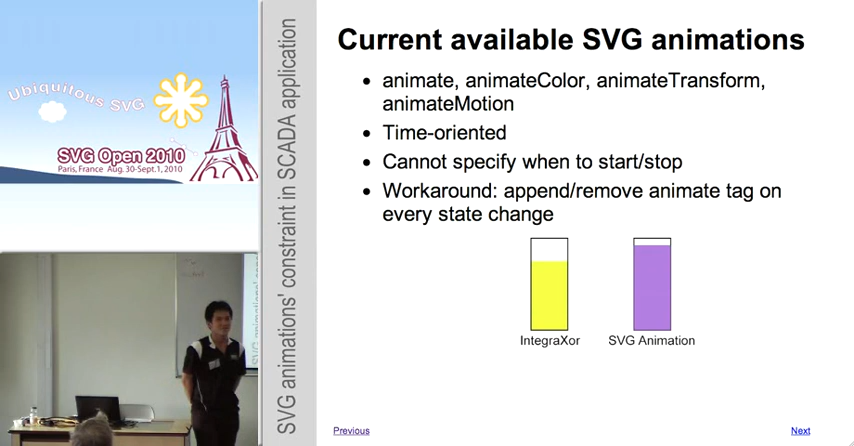 Ubiquitous SVG
SVG Open 2010
Paris, France Aug. 30-Sept.1, 2010
SVG animations' constraint in SCADA application
Current available SVG animations
• animate, animateColor, animateTransform,
animateMotion
• Time-oriented
• Cannot specify when to start/stop
• Workaround: append/remove animate tag on
every state change
IntegraXor
SVG Animation
Previous
Next